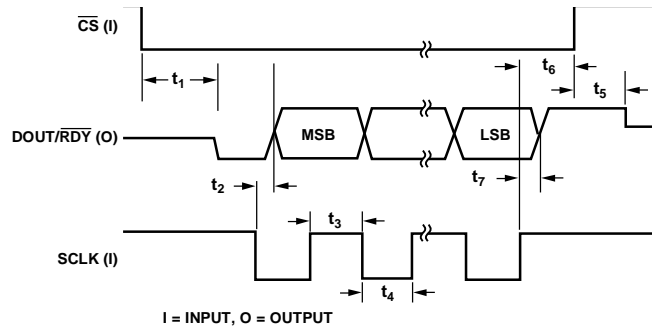 CS (I)
t1
t6
t5
DOUT/RDY (O)
MSB
LSB
t2
t7
t3
SCLK (I)
t4
I = INPUT, O = OUTPUT